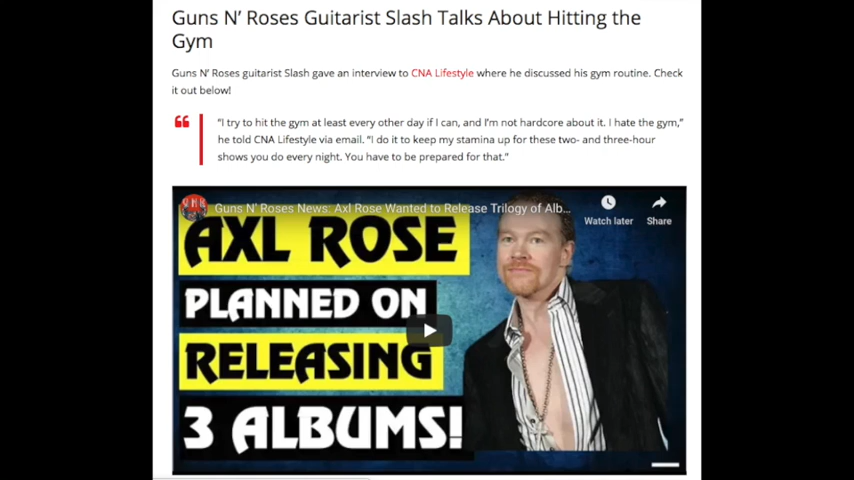 Guns N’ Roses Guitarist Slash Talks About Hitting the
Gym
Guns N’ Roses guitarist Slash gave an interview to CNA Lifestyle where he discussed his gym routine. Check
it out below!
“I try to hit the gym at least every other day if I can, and I’m not hardcore about it. I hate the gym,”
he told CNA Lifestyle via email. “I do it to keep my stamina up for these two- and three-hour
shows you do every night. You have to be prepared for that.”
Guns N' Roses News: Axl Rose Wanted to Release Trilogy of Alb...
Watch later
Share
AXL ROSE
PLANNED ON
RELEASING
3 ALBUMS!